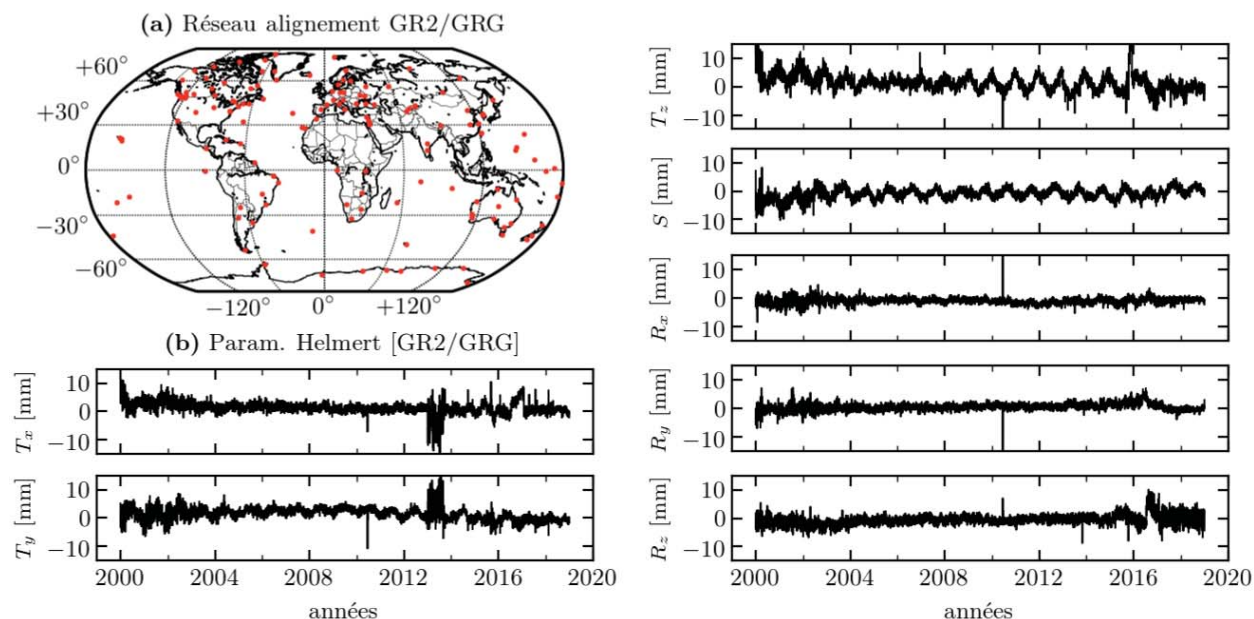 (a) Réseau alignement GR2/GRG
+60°
+30°
0°
−30°
−60°
−120° 0° +120°
(b) Param. Helmert [GR2/GRG]
T_x [mm]
10
0
−10
T_y [mm]
10
0
−10
2000 2004 2008 2012 2016 2020
années
T_z [mm]
10
0
−10
S [mm]
10
0
−10
R_x [mm]
10
0
−10
R_y [mm]
10
0
−10
R_z [mm]
10
0
−10
2000 2004 2008 2012 2016 2020
années